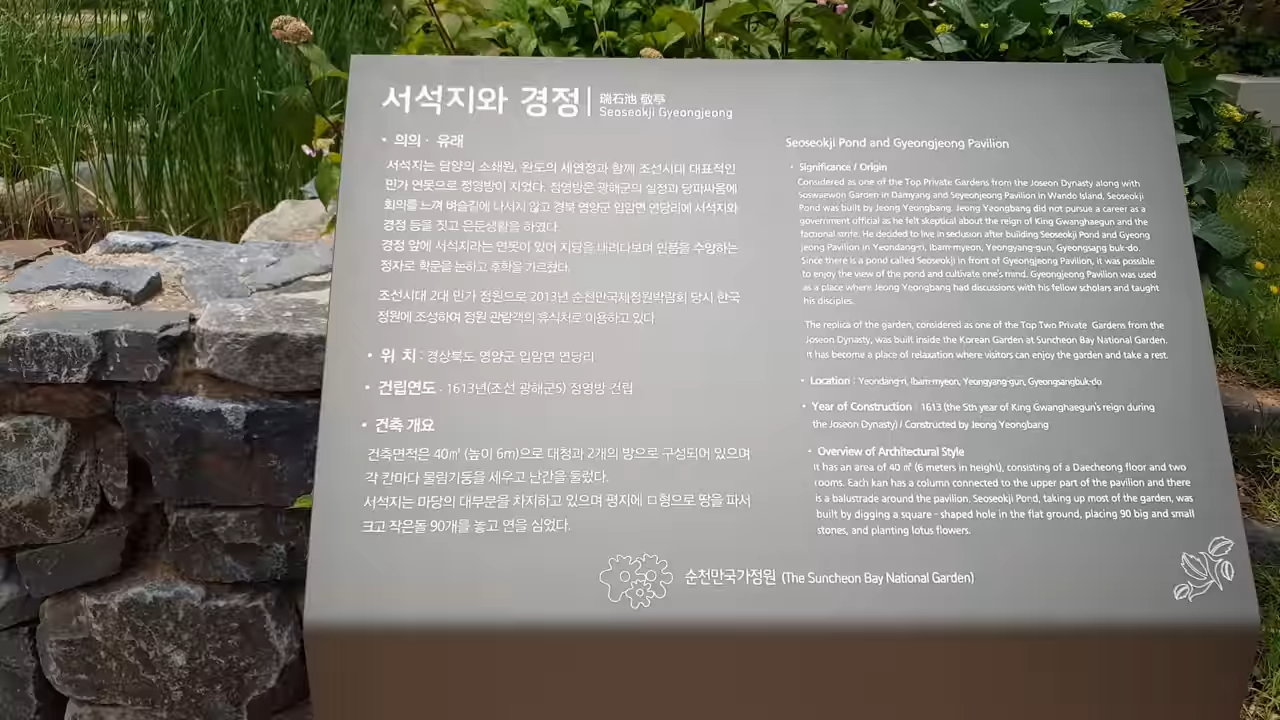 서석지와 경정
瑞石池 敬亭
Seoseokji Gyeongjeong
• 의의 · 유래
서석지는 담양의 소쇄원, 완도의 세연정과 함께 조선시대 대표적인
민가 연못으로 정영방이 지었다. 정영방은 광해군의 실정과 당파싸움에
회의를 느껴 벼슬길에 나서지 않고 경북 영양군 입암면 연당리에 서석지와
경정 등을 짓고 은둔생활을 하였다.
경정 앞에 서석지라는 연못이 있어 지당을 내려다보며 인품을 수양하는
정자로 학문을 논하고 후학을 가르쳤다.
조선시대 2대 민가 정원으로 2013년 순천만국제정원박람회 당시 한국
정원에 조성하여 정원 관람객의 휴식처로 이용하고 있다.
• 위 치 : 경상북도 영양군 입암면 연당리
• 건립연도 : 1613년(조선 광해군5) 정영방 건립
• 건축 개요
건축면적은 40㎡ (높이 6m)으로 대청과 2개의 방으로 구성되어 있으며
각 칸마다 물림기둥을 세우고 난간을 둘렀다.
서석지는 마당의 대부분을 차지하고 있으며 평지에 ㅁ형으로 땅을 파서
크고 작은돌 90개를 놓고 연을 심었다.
Seoseokji Pond and Gyeongjeong Pavilion
• Significance / Origin
Considered as one of the Top Private Gardens from the Joseon Dynasty along with
Soswaewon Garden in Damyang and Seyeonjeong Pavilion in Wando Island, Seoseokji
Pond was built by Jeong Yeongbang. Jeong Yeongbang did not pursue a career as a
government official as he felt skeptical about the reign of King Gwanghaegun and the
factional strife. He decided to live in seclusion after building Seoseokji Pond and Gyeong
jeong Pavilion in Yeondang-ri, Ibam-myeon, Yeongyang-gun, Gyeongsang buk-do.
Since there is a pond called Seoseokji in front of Gyeongjeong Pavilion, it was possible
to enjoy the view of the pond and cultivate one's mind. Gyeongjeong Pavilion was used
as a place where Jeong Yeongbang had discussions with his fellow scholars and taught
his disciples.
The replica of the garden, considered as one of the Top Two Private Gardens from the
Joseon Dynasty, was built inside the Korean Garden at Suncheon Bay National Garden.
It has become a place of relaxation where visitors can enjoy the garden and take a rest.
• Location : Yeondang-ri, Ibam-myeon, Yeongyang-gun, Gyeongsangbuk-do
• Year of Construction : 1613 (the 5th year of King Gwanghaegun's reign during
the Joseon Dynasty) / Constructed by Jeong Yeongbang
• Overview of Architectural Style
It has an area of 40 ㎡ (6 meters in height), consisting of a Daecheong floor and two
rooms. Each kan has a column connected to the upper part of the pavilion and there
is a balustrade around the pavilion. Seoseokji Pond, taking up most of the garden, was
built by digging a square - shaped hole in the flat ground, placing 90 big and small
stones, and planting lotus flowers.
순천만국가정원 (The Suncheon Bay National Garden)